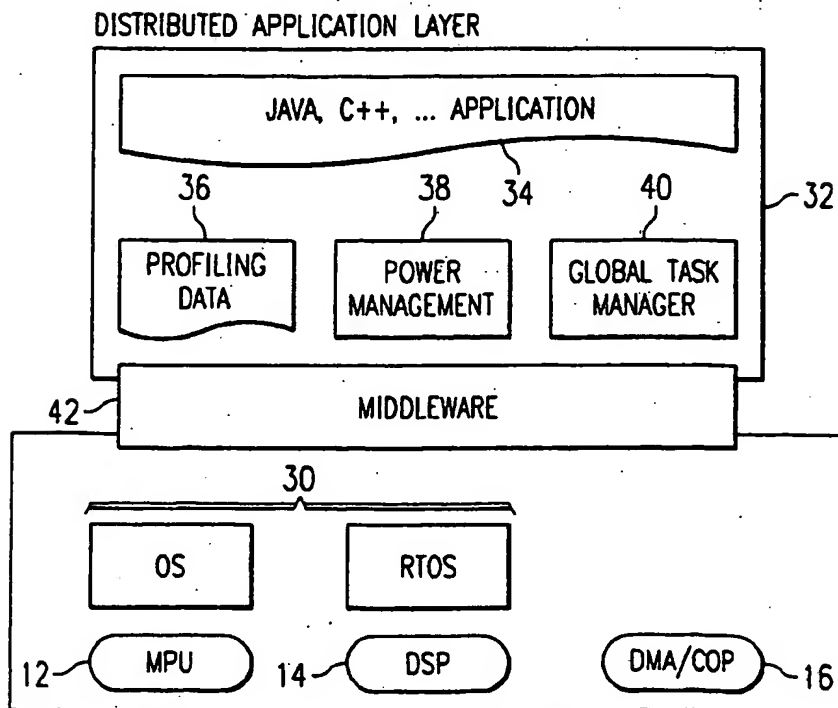 DISTRIBUTED APPLICATION LAYER
JAVA, C++, ... APPLICATION
34
36
38
40
32
PROFILING
DATA
POWER
MANAGEMENT
GLOBAL TASK
MANAGER
42
MIDDLEWARE
30
OS
RTOS
12
MPU
14
DSP
DMA/COP
16